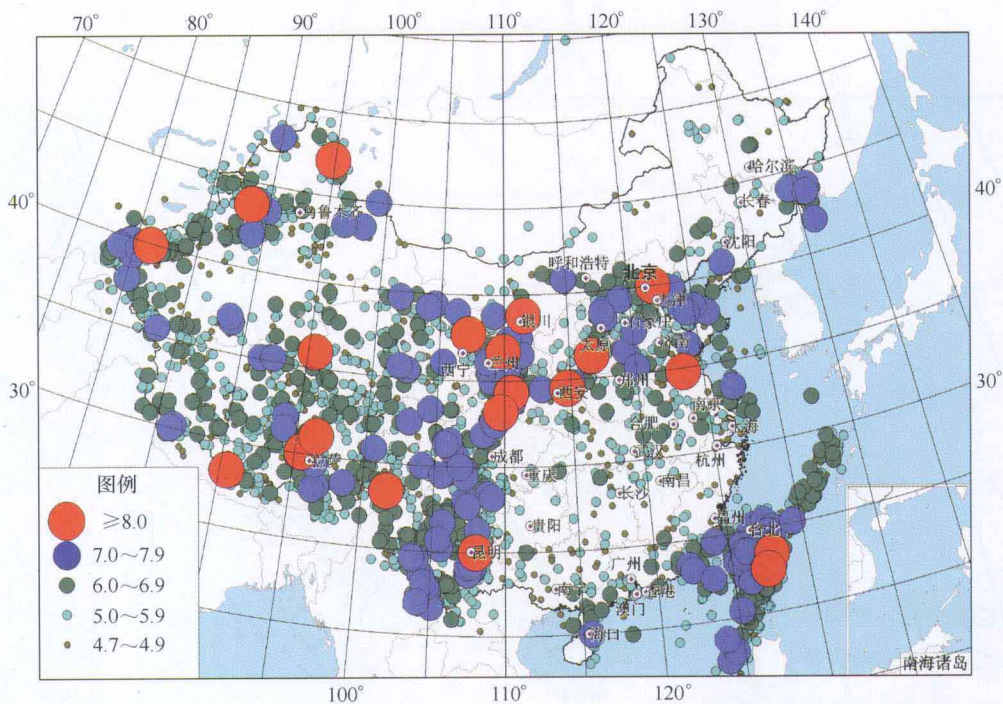 70° 80° 90° 100° 110° 120° 130° 140°
40°
30°
40°
30°
哈尔滨
长春
乌鲁木齐
沈阳
呼和浩特
北京
天津
银川
石家庄
太原
济南
西宁
兰州
郑州
西安
南京
合肥
上海
武汉
杭州
拉萨
成都
重庆
南昌
长沙
贵阳
福州
台北
昆明
广州
南宁
香港
澳门
海口
图例
≥8.0
7.0～7.9
6.0～6.9
5.0～5.9
4.7～4.9
南海诸岛
100° 110° 120°